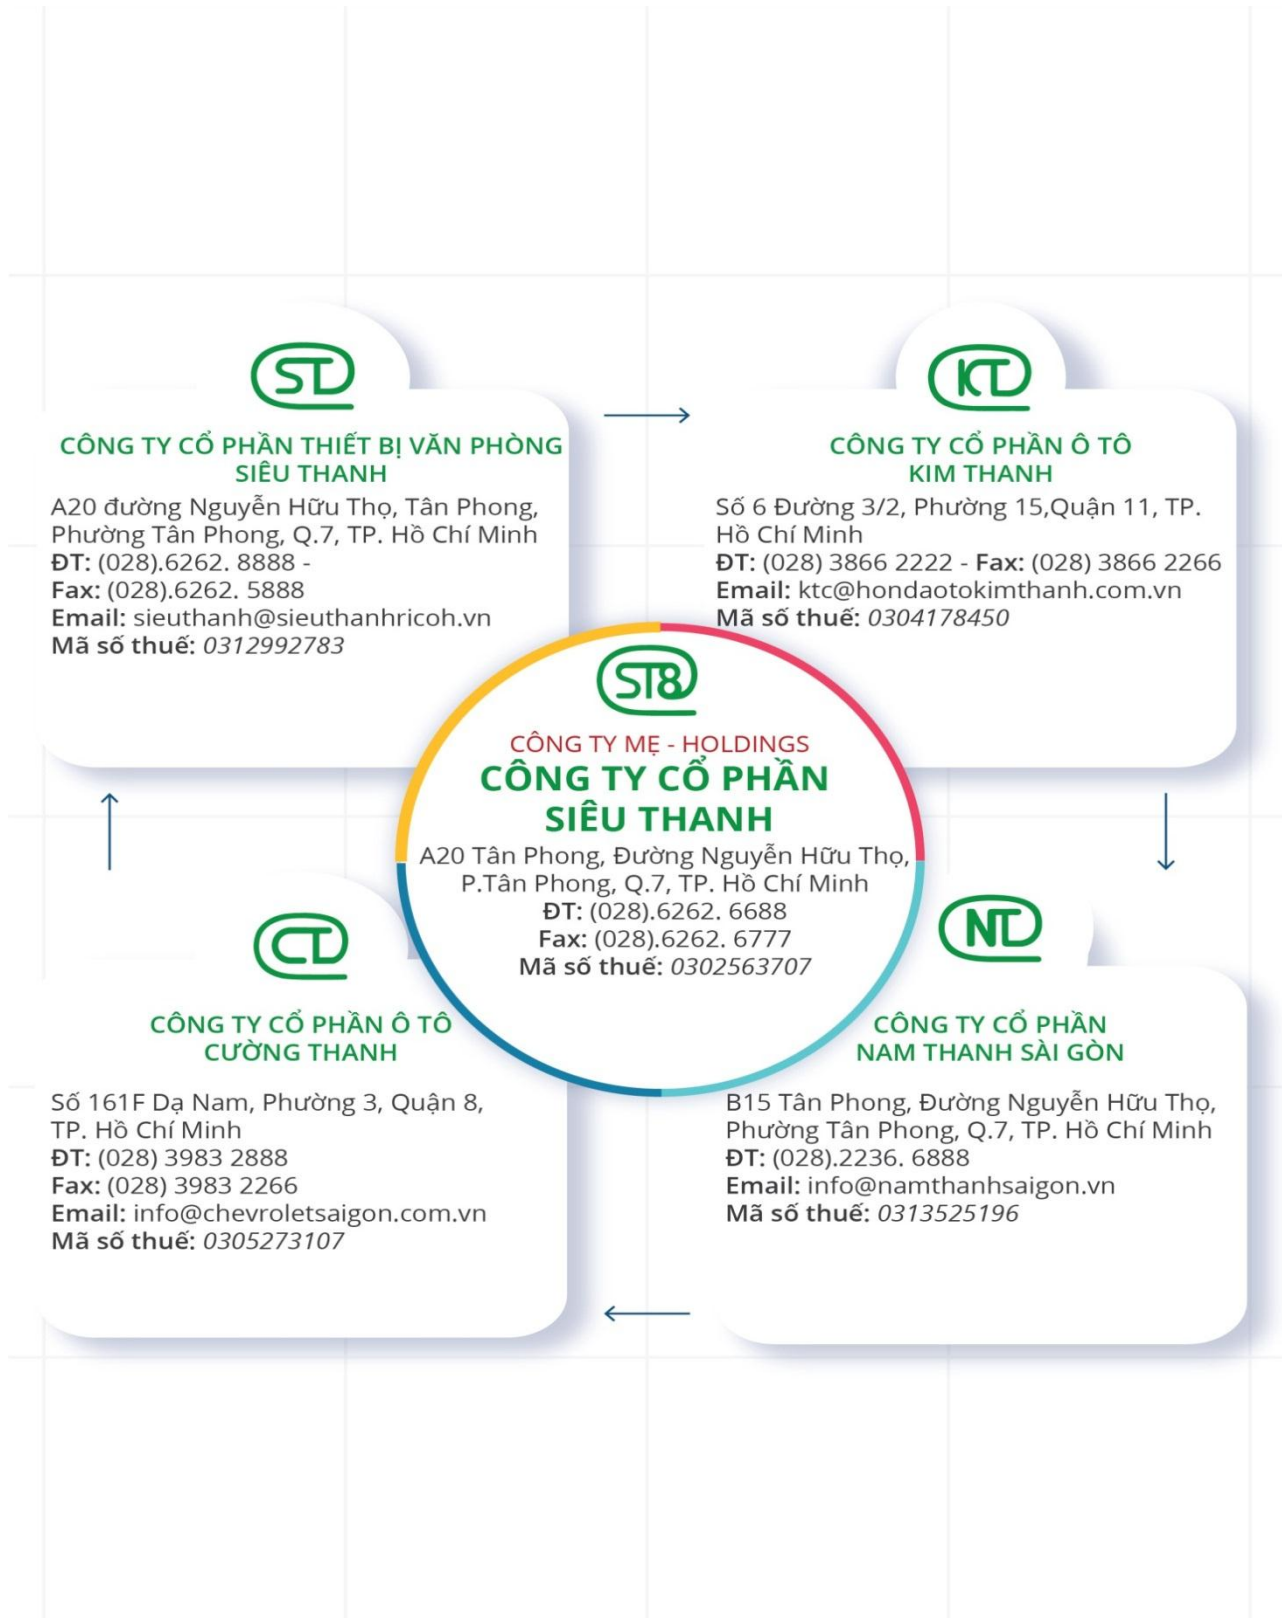 ST
CÔNG TY CỔ PHẦN THIẾT BỊ VĂN PHÒNG
SIÊU THANH
A20 đường Nguyễn Hữu Thọ, Tân Phong,
Phường Tân Phong, Q.7, TP. Hồ Chí Minh
ĐT: (028).6262. 8888 -
Fax: (028).6262. 5888
Email: sieuthanh@sieuthanhricoh.vn
Mã số thuế: 0312992783
KT
CÔNG TY CỔ PHẦN Ô TÔ
KIM THANH
Số 6 Đường 3/2, Phường 15,Quận 11, TP.
Hồ Chí Minh
ĐT: (028) 3866 2222 - Fax: (028) 3866 2266
Email: ktc@hondaotokimthanh.com.vn
Mã số thuế: 0304178450
ST8
CÔNG TY MẸ - HOLDINGS
CÔNG TY CỔ PHẦN
SIÊU THANH
A20 Tân Phong, Đường Nguyễn Hữu Thọ,
P.Tân Phong, Q.7, TP. Hồ Chí Minh
ĐT: (028).6262. 6688
Fax: (028).6262. 6777
Mã số thuế: 0302563707
CT
CÔNG TY CỔ PHẦN Ô TÔ
CƯỜNG THANH
Số 161F Dạ Nam, Phường 3, Quận 8,
TP. Hồ Chí Minh
ĐT: (028) 3983 2888
Fax: (028) 3983 2266
Email: info@chevroletsaigon.com.vn
Mã số thuế: 0305273107
NT
CÔNG TY CỔ PHẦN
NAM THANH SÀI GÒN
B15 Tân Phong, Đường Nguyễn Hữu Thọ,
Phường Tân Phong, Q.7, TP. Hồ Chí Minh
ĐT: (028).2236. 6888
Email: info@namthanhsaigon.vn
Mã số thuế: 0313525196